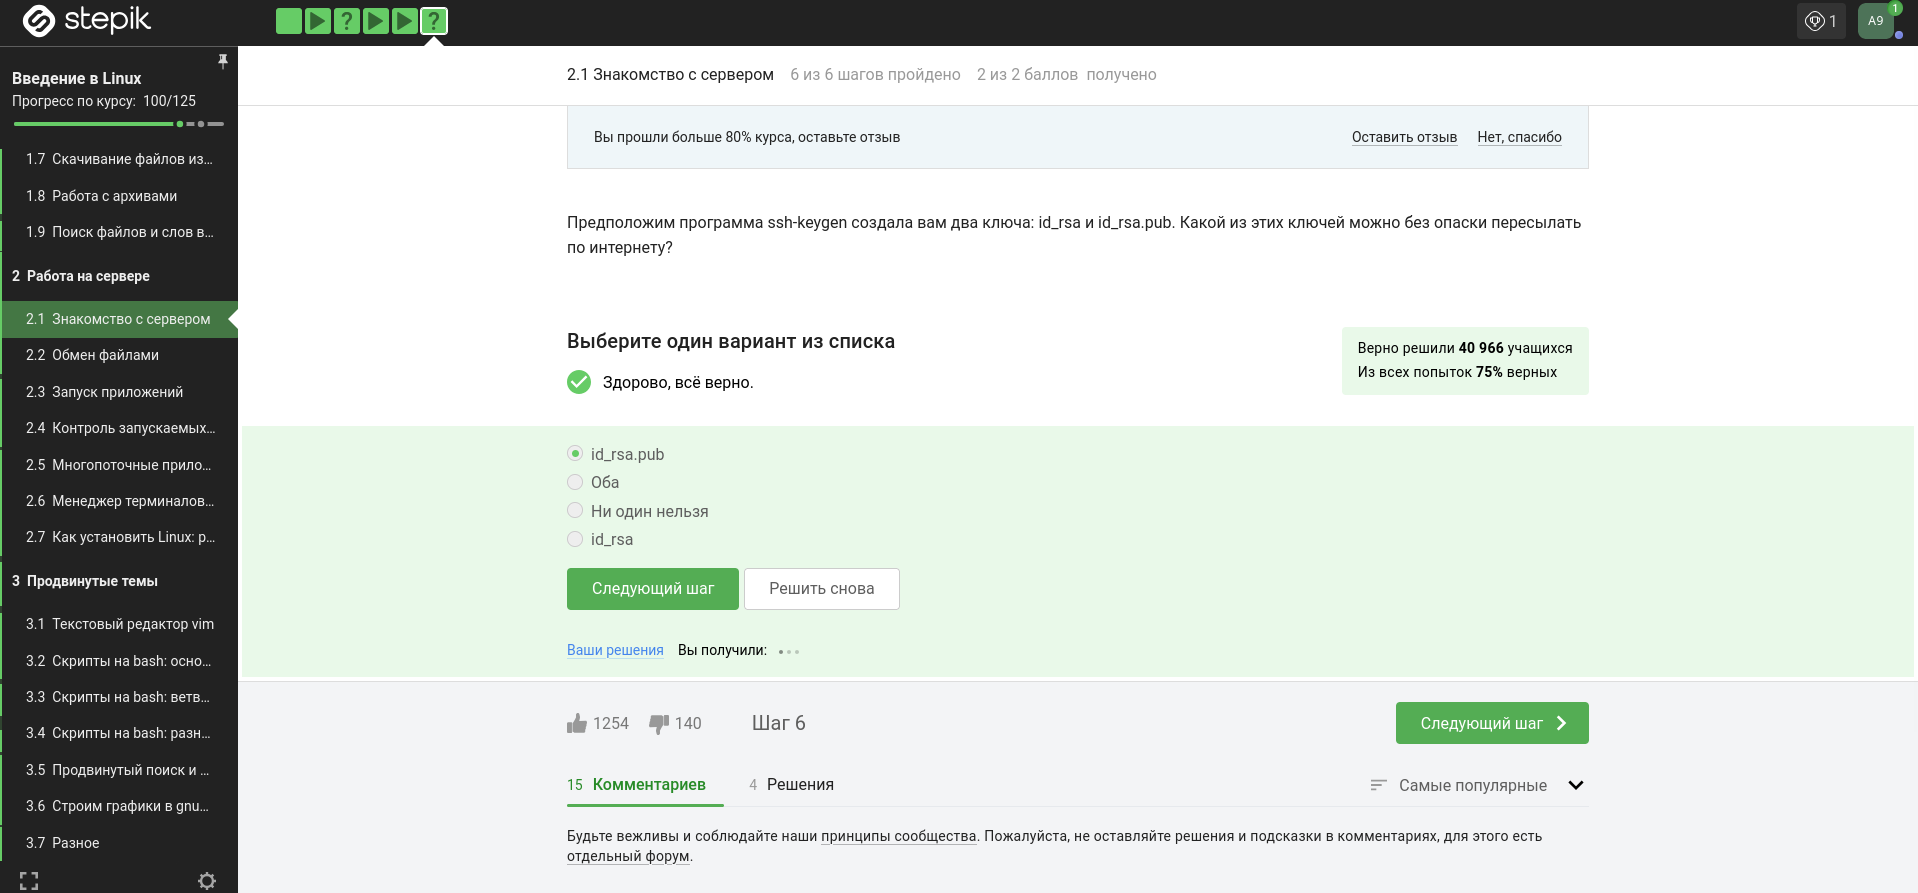 stepik
?
?
1
A9
1
Введение в Linux
Прогресс по курсу: 100/125
1.7 Скачивание файлов из...
1.8 Работа с архивами
1.9 Поиск файлов и слов в...
2 Работа на сервере
2.1 Знакомство с сервером
2.2 Обмен файлами
2.3 Запуск приложений
2.4 Контроль запускаемых...
2.5 Многопоточные прило...
2.6 Менеджер терминалов...
2.7 Как установить Linux: р...
3 Продвинутые темы
3.1 Текстовый редактор vim
3.2 Скрипты на bash: осно...
3.3 Скрипты на bash: ветв...
3.4 Скрипты на bash: разн...
3.5 Продвинутый поиск и ...
3.6 Строим графики в gnu...
3.7 Разное
2.1 Знакомство с сервером 6 из 6 шагов пройдено 2 из 2 баллов получено
Вы прошли больше 80% курса, оставьте отзыв Оставить отзыв Нет, спасибо
Предположим программа ssh-keygen создала вам два ключа: id_rsa и id_rsa.pub. Какой из этих ключей можно без опаски пересылать
по интернету?
Выберите один вариант из списка
Здорово, всё верно.
Верно решили 40 966 учащихся
Из всех попыток 75% верных
id_rsa.pub
Оба
Ни один нельзя
id_rsa
Следующий шаг Решить снова
Ваши решения Вы получили:
1254 140 Шаг 6 Следующий шаг
15 Комментариев 4 Решения Самые популярные
Будьте вежливы и соблюдайте наши принципы сообщества. Пожалуйста, не оставляйте решения и подсказки в комментариях, для этого есть
отдельный форум.